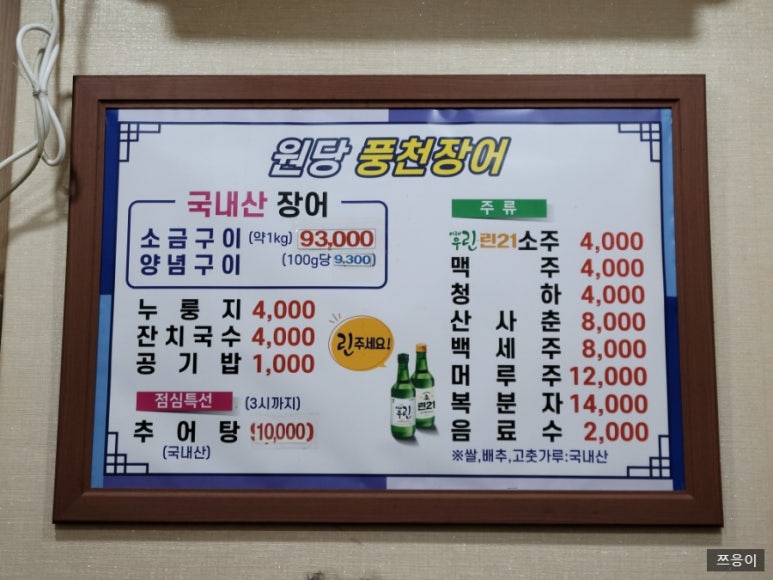 원당 풍천장어
국내산 장어
소금구이 (약1kg) 93,000
양념구이 (100g당 9,300)
누룽지 4,000
잔치국수 4,000
공기밥 1,000
점심특선 (3시까지)
추어탕 (10,000)
(국내산)
린주세요!
린
린21
주류
이제우린 린21 소주 4,000
맥주 4,000
청하 4,000
산사춘 8,000
백세주 8,000
머루주 12,000
복분자 14,000
음료수 2,000
※쌀,배추,고춧가루:국내산
쯔응이